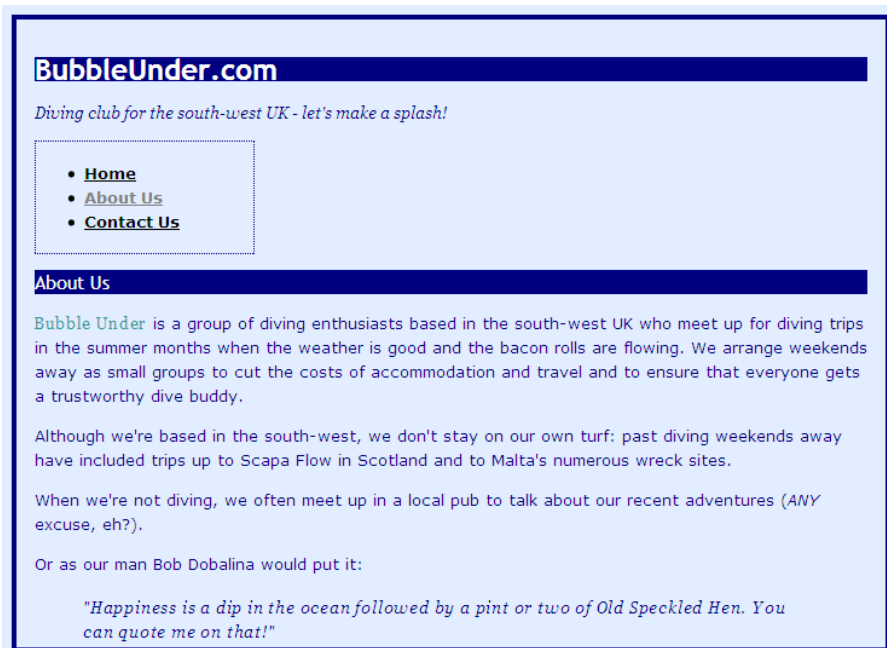 BubbleUnder.com
Diving club for the south-west UK - let's make a splash!
Home
About Us
Contact Us
About Us
Bubble Under is a group of diving enthusiasts based in the south-west UK who meet up for diving trips
in the summer months when the weather is good and the bacon rolls are flowing. We arrange weekends
away as small groups to cut the costs of accommodation and travel and to ensure that everyone gets
a trustworthy dive buddy.
Although we're based in the south-west, we don't stay on our own turf: past diving weekends away
have included trips up to Scapa Flow in Scotland and to Malta's numerous wreck sites.
When we're not diving, we often meet up in a local pub to talk about our recent adventures (ANY
excuse, eh?).
Or as our man Bob Dobalina would put it:
"Happiness is a dip in the ocean followed by a pint or two of Old Speckled Hen. You
can quote me on that!"